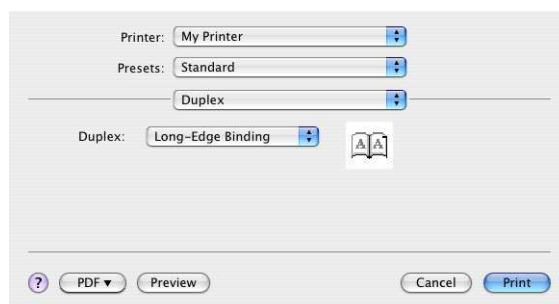 Printer: My Printer
Presets: Standard
Duplex
Duplex: Long-Edge Binding
A A
? PDF▼ Preview Cancel Print